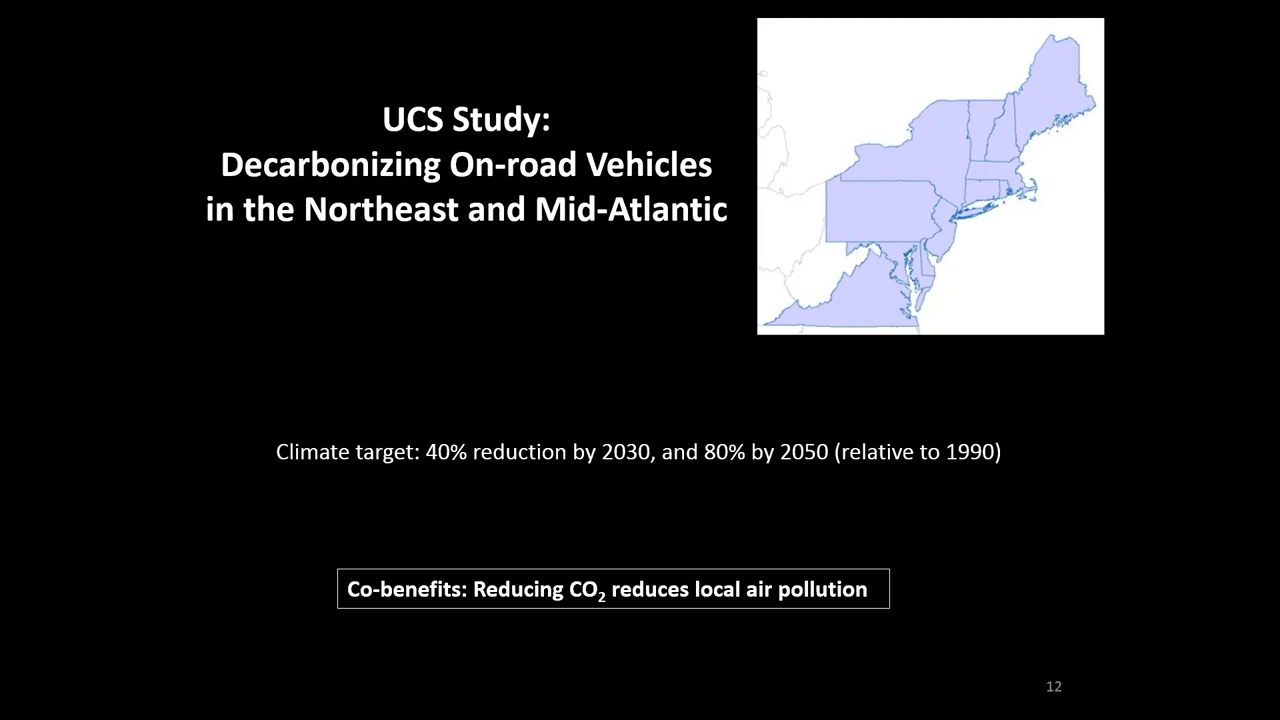 UCS Study:
Decarbonizing On-road Vehicles
in the Northeast and Mid-Atlantic
Climate target: 40% reduction by 2030, and 80% by 2050 (relative to 1990)
Co-benefits: Reducing CO₂ reduces local air pollution
12